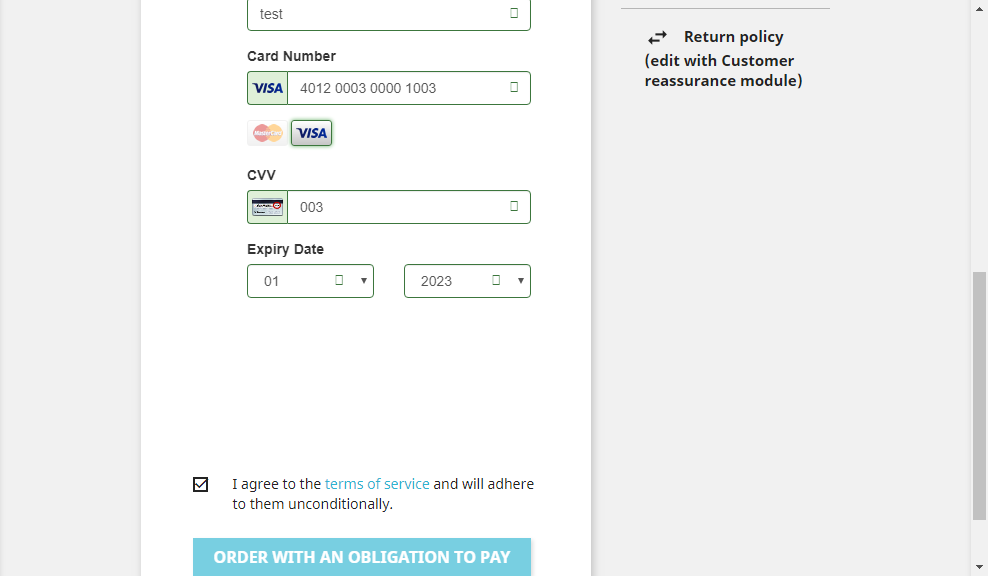 test
Card Number
VISA
4012 0003 0000 1003
MasterCard
VISA
CVV
003
Expiry Date
01
2023
I agree to the terms of service and will adhere
to them unconditionally.
ORDER WITH AN OBLIGATION TO PAY
Return policy
(edit with Customer
reassurance module)